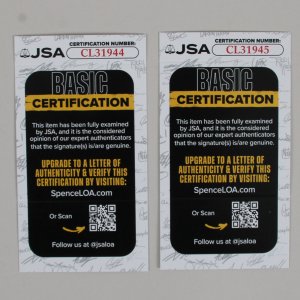 JSA
CERTIFICATION NUMBER:
CL31944
BASIC
CERTIFICATION
This item has been fully examined
by JSA, and it is the considered
opinion of our expert authenticators
that the signature(s) is/are genuine.
UPGRADE TO A LETTER OF
AUTHENTICITY & VERIFY THIS
CERTIFICATION BY VISITING:
SpenceLOA.com
Or Scan
Follow us at @jsaloa
JSA
CERTIFICATION NUMBER:
CL31945
BASIC
CERTIFICATION
This item has been fully examined
by JSA, and it is the considered
opinion of our expert authenticators
that the signature(s) is/are genuine.
UPGRADE TO A LETTER OF
AUTHENTICITY & VERIFY THIS
CERTIFICATION BY VISITING:
SpenceLOA.com
Or Scan
Follow us at @jsaloa